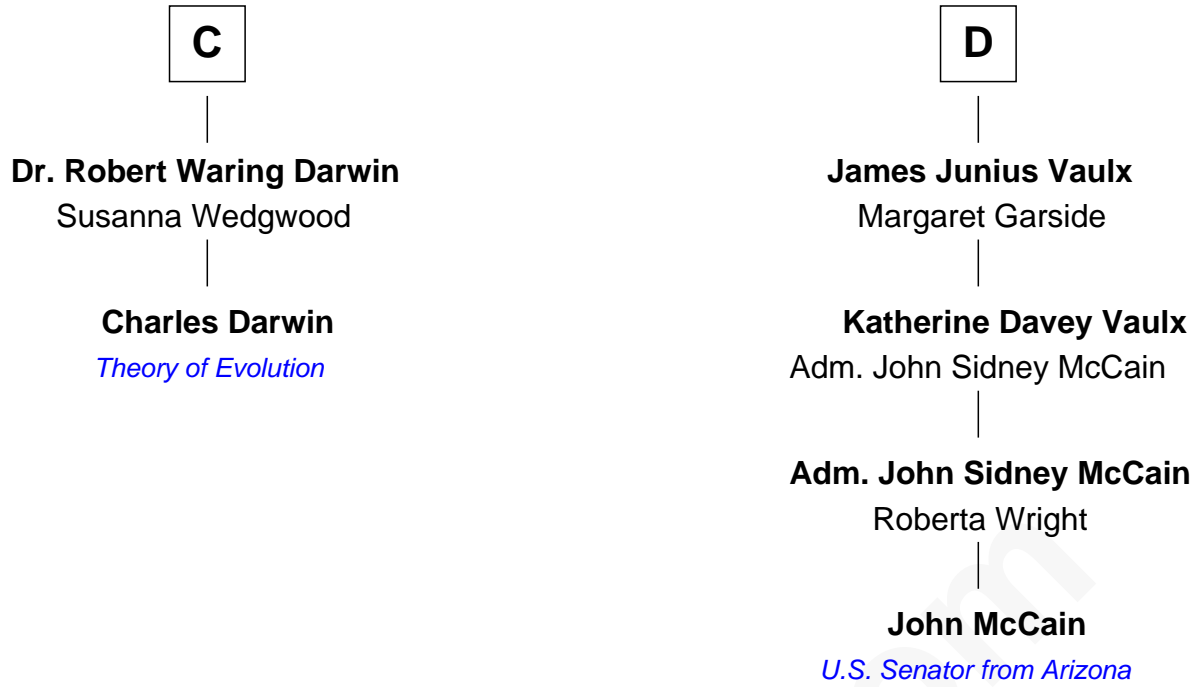 C
Dr. Robert Waring Darwin
Susanna Wedgwood
Charles Darwin
Theory of Evolution
D
James Junius Vaulx
Margaret Garside
Katherine Davey Vaulx
Adm. John Sidney McCain
Adm. John Sidney McCain
Roberta Wright
John McCain
U.S. Senator from Arizona